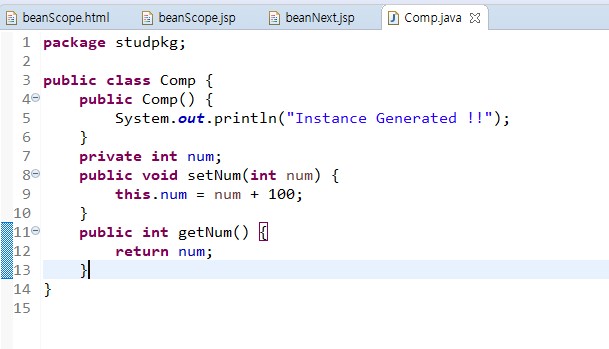 beanScope.html beanScope.jsp beanNext.jsp Comp.java
1 package studpkg;
2
3 public class Comp {
4 public Comp() {
5 System.out.println("Instance Generated !!");
6 }
7 private int num;
8 public void setNum(int num) {
9 this.num = num + 100;
10 }
11 public int getNum() {
12 return num;
13 }
14 }
15